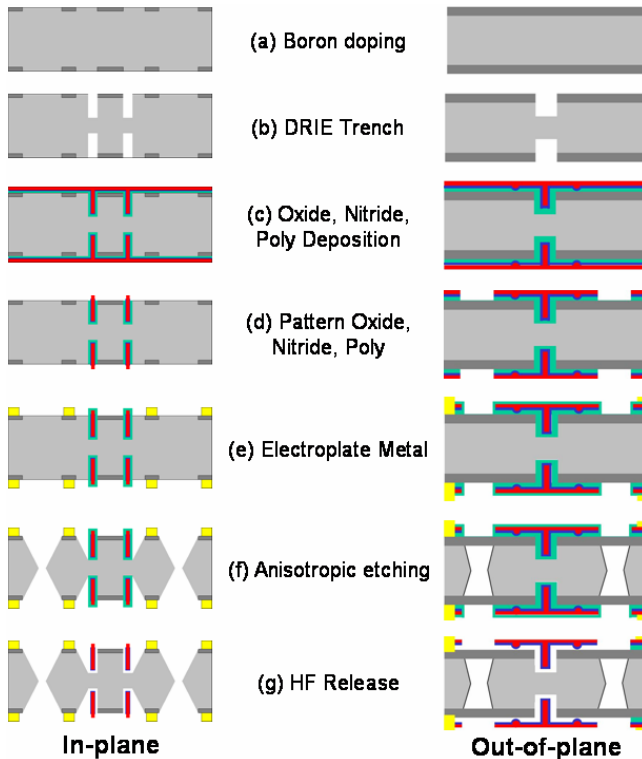 (a) Boron doping
(b) DRIE Trench
(c) Oxide, Nitride,
Poly Deposition
(d) Pattern Oxide,
Nitride, Poly
(e) Electroplate Metal
(f) Anisotropic etching
(g) HF Release
In-plane
Out-of-plane